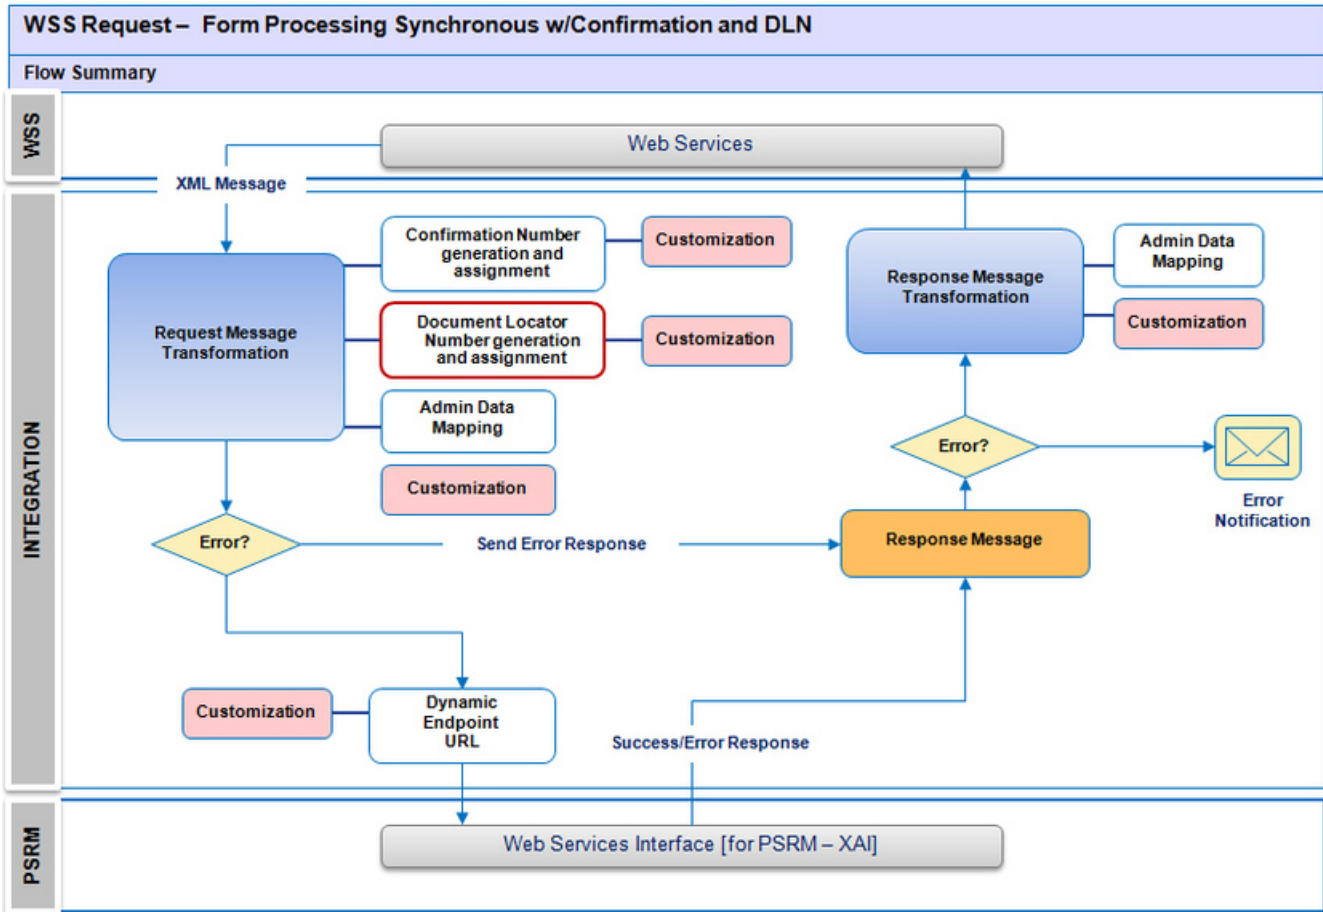 WSS Request – Form Processing Synchronous w/Confirmation and DLN
Flow Summary
WSS
Web Services
XML Message
INTEGRATION
Request Message
Transformation
Confirmation Number
generation and
assignment
Customization
Document Locator
Number generation
and assignment
Customization
Admin Data
Mapping
Customization
Response Message
Transformation
Admin Data
Mapping
Customization
Error?
Send Error Response
Response Message
Error?
Error
Notification
Customization
Dynamic
Endpoint
URL
Success/Error Response
PSRM
Web Services Interface [for PSRM – XAI]